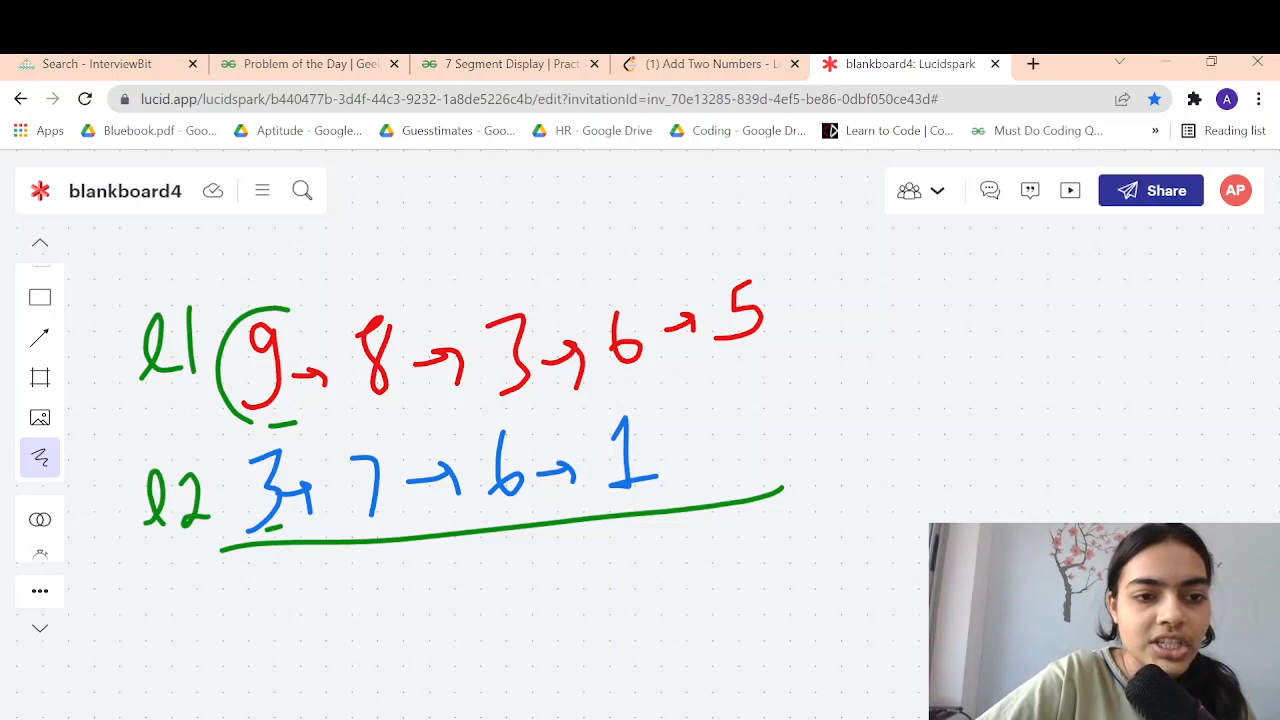 Search - InterviewBit
Problem of the Day | Geek
7 Segment Display | Pract
(1) Add Two Numbers - Le
blankboard4: Lucidspark
lucid.app/lucidspark/b440477b-3d4f-44c3-9232-1a8de5226c4b/edit?invitationId=inv_70e13285-839d-4ef5-be86-0dbf050ce43d#
A
Apps
Bluebook.pdf - Goo...
Aptitude - Google...
Guesstimates - Goo...
HR - Google Drive
Coding - Google Dr...
Learn to Code | Co...
Must Do Coding Q...
»
Reading list
blankboard4
Share
AP
l1 9 → 8 → 3 → 6 → 5
l2 3 → 7 → 6 → 1